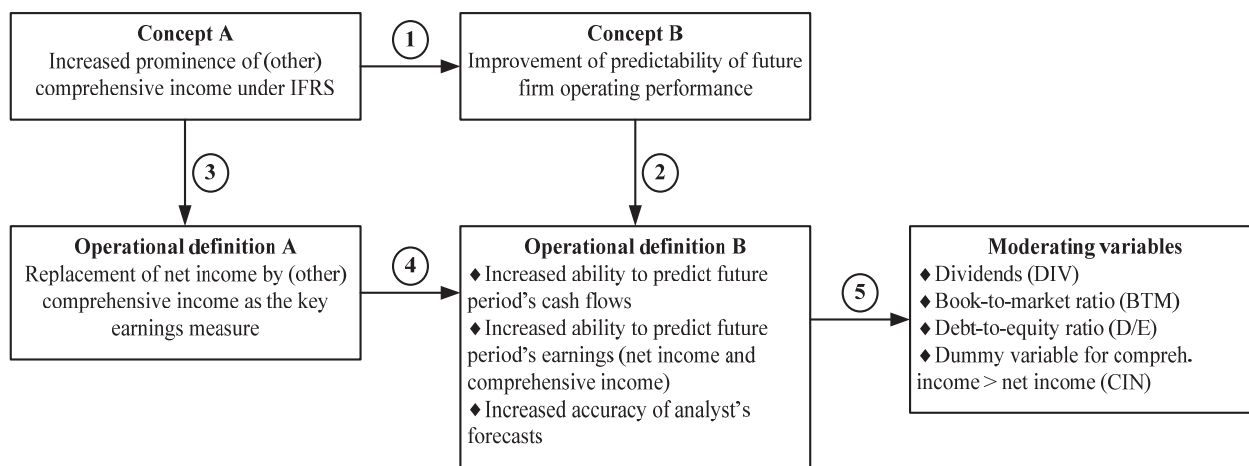 Concept A
Increased prominence of (other)
comprehensive income under IFRS
1
Concept B
Improvement of predictability of future
firm operating performance
3
2
Operational definition A
Replacement of net income by (other)
comprehensive income as the key
earnings measure
4
Operational definition B
♦ Increased ability to predict future
period's cash flows
♦ Increased ability to predict future
period's earnings (net income and
comprehensive income)
♦ Increased accuracy of analyst's
forecasts
5
Moderating variables
♦ Dividends (DIV)
♦ Book-to-market ratio (BTM)
♦ Debt-to-equity ratio (D/E)
♦ Dummy variable for compreh.
income > net income (CIN)